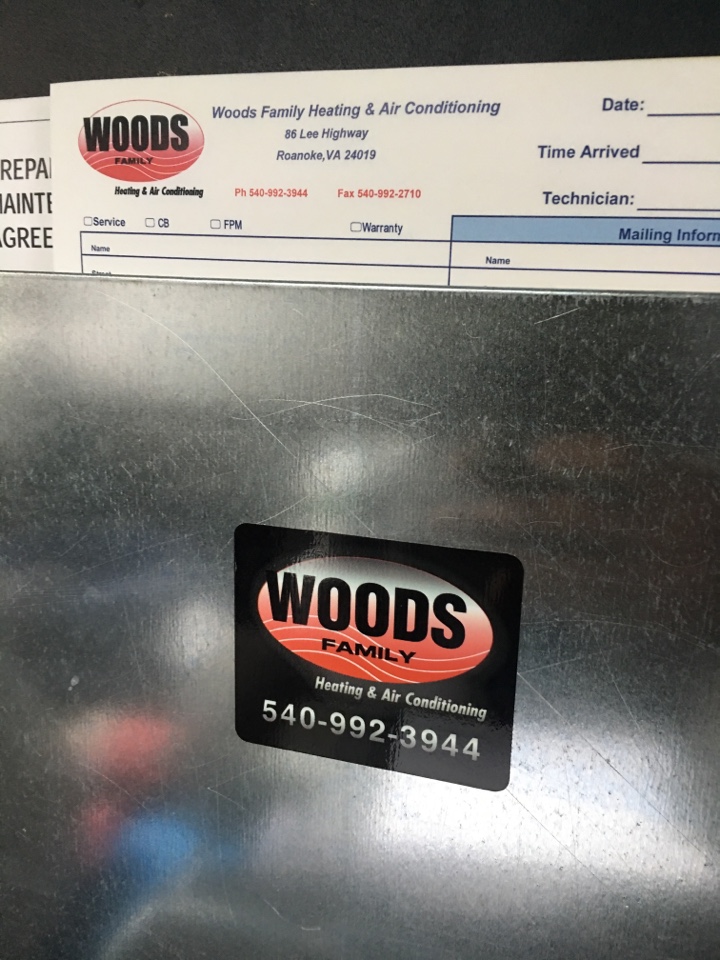 WOODS
FAMILY
Heating & Air Conditioning
Woods Family Heating & Air Conditioning
86 Lee Highway
Roanoke,VA 24019
Ph 540-992-3944 Fax 540-992-2710
Date:
Time Arrived
Technician:
Service CB FPM Warranty
Mailing Inform
Name
Name
REPAI
MAINTE
AGREE
WOODS
FAMILY
Heating & Air Conditioning
540-992-3944